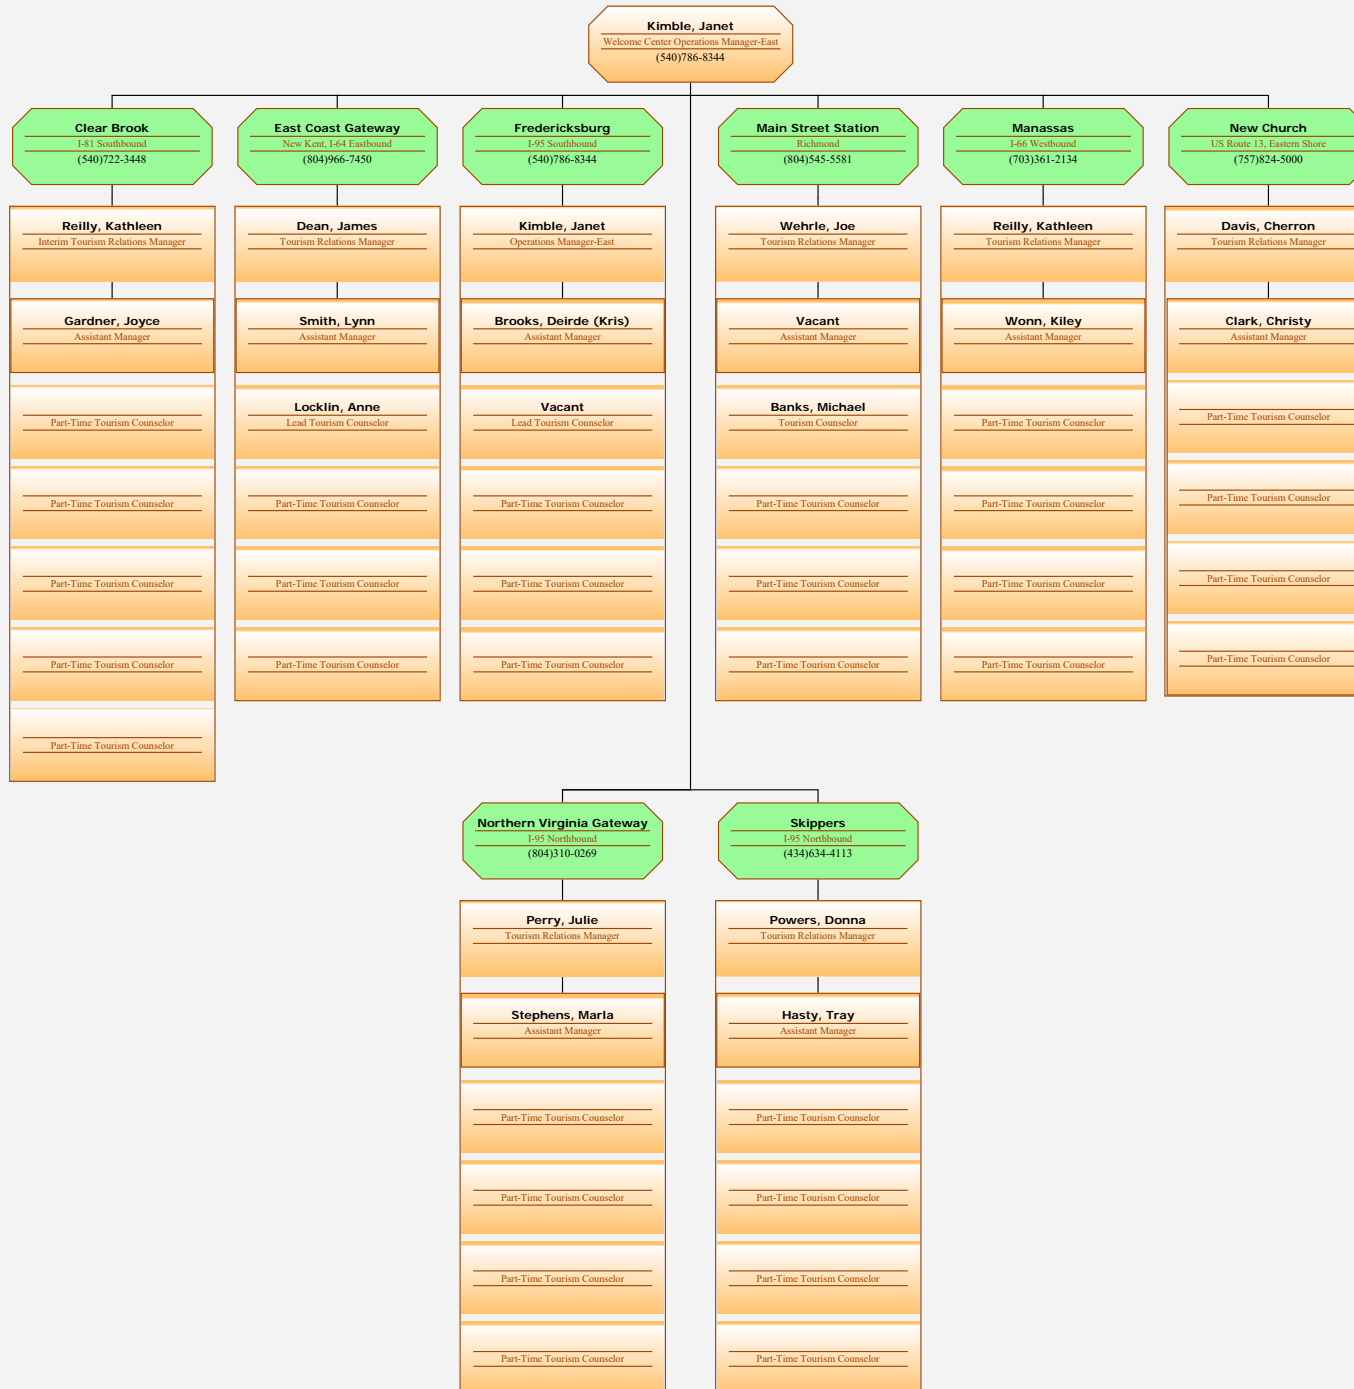 Kimble, Janet
Welcome Center Operations Manager-East
(540)786-8344
Clear Brook
I-81 Southbound
(540)722-3448
East Coast Gateway
New Kent, I-64 Eastbound
(804)966-7450
Fredericksburg
I-95 Southbound
(540)786-8344
Main Street Station
Richmond
(804)545-5581
Manassas
I-66 Westbound
(703)361-2134
New Church
US Route 13, Eastern Shore
(757)824-5000
Reilly, Kathleen
Interim Tourism Relations Manager
Gardner, Joyce
Assistant Manager
Part-Time Tourism Counselor
Part-Time Tourism Counselor
Part-Time Tourism Counselor
Part-Time Tourism Counselor
Part-Time Tourism Counselor
Dean, James
Tourism Relations Manager
Smith, Lynn
Assistant Manager
Locklin, Anne
Lead Tourism Counselor
Part-Time Tourism Counselor
Part-Time Tourism Counselor
Part-Time Tourism Counselor
Kimble, Janet
Operations Manager-East
Brooks, Deirde (Kris)
Assistant Manager
Vacant
Lead Tourism Counselor
Part-Time Tourism Counselor
Part-Time Tourism Counselor
Part-Time Tourism Counselor
Wehrle, Joe
Tourism Relations Manager
Vacant
Assistant Manager
Banks, Michael
Tourism Counselor
Part-Time Tourism Counselor
Part-Time Tourism Counselor
Part-Time Tourism Counselor
Reilly, Kathleen
Tourism Relations Manager
Wonn, Kiley
Assistant Manager
Part-Time Tourism Counselor
Part-Time Tourism Counselor
Part-Time Tourism Counselor
Part-Time Tourism Counselor
Davis, Cherron
Tourism Relations Manager
Clark, Christy
Assistant Manager
Part-Time Tourism Counselor
Part-Time Tourism Counselor
Part-Time Tourism Counselor
Part-Time Tourism Counselor
Northern Virginia Gateway
I-95 Northbound
(804)310-0269
Skippers
I-95 Northbound
(434)634-4113
Perry, Julie
Tourism Relations Manager
Stephens, Marla
Assistant Manager
Part-Time Tourism Counselor
Part-Time Tourism Counselor
Part-Time Tourism Counselor
Part-Time Tourism Counselor
Powers, Donna
Tourism Relations Manager
Hasty, Tray
Assistant Manager
Part-Time Tourism Counselor
Part-Time Tourism Counselor
Part-Time Tourism Counselor
Part-Time Tourism Counselor